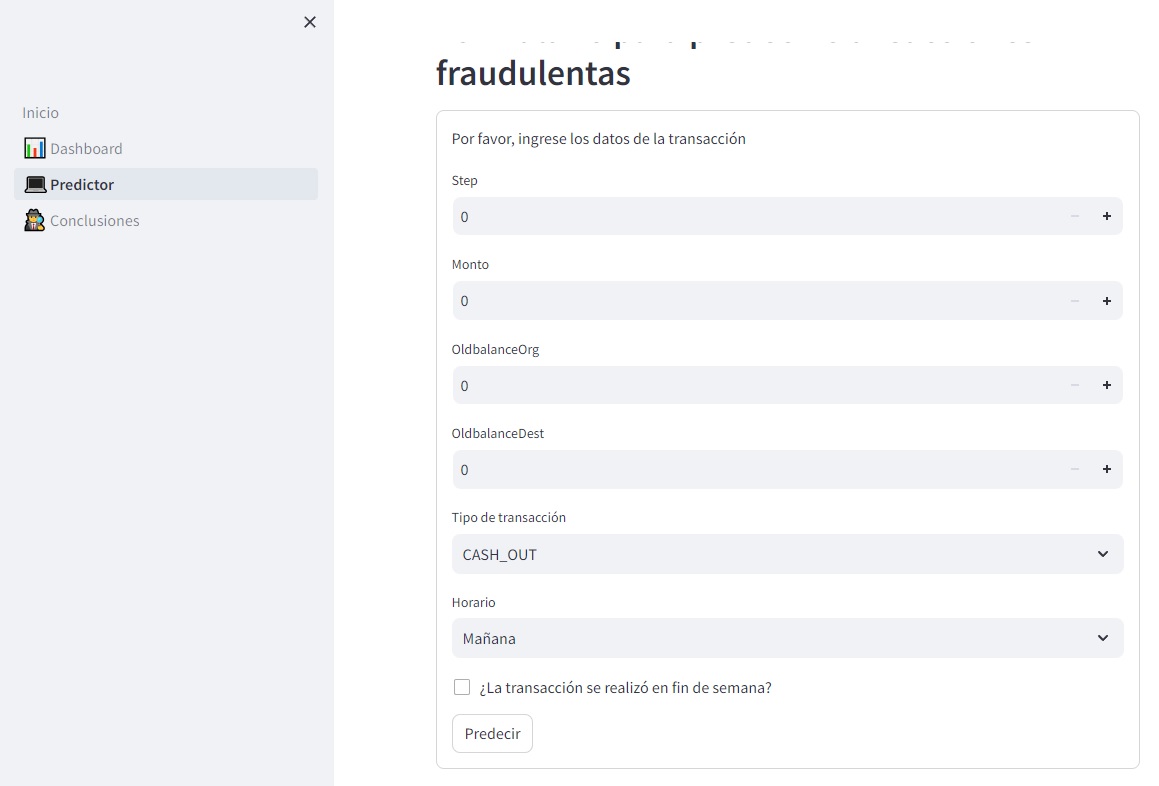 Inicio
Dashboard
Predictor
Conclusiones
fraudulentas
Por favor, ingrese los datos de la transacción
Step
0
Monto
0
OldbalanceOrg
0
OldbalanceDest
0
Tipo de transacción
CASH_OUT
Horario
Mañana
¿La transacción se realizó en fin de semana?
Predecir